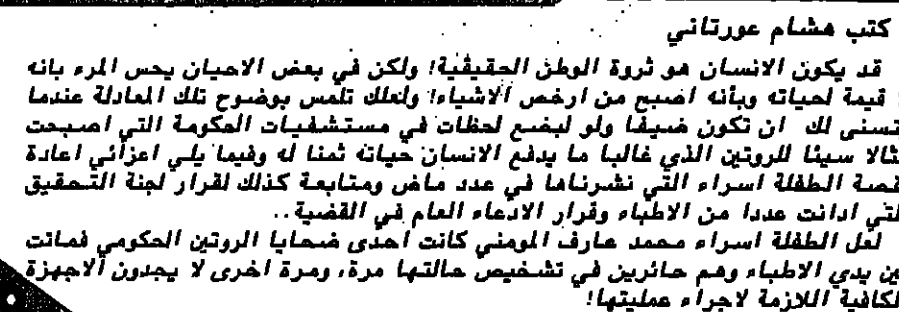 كتب هشام عورتاني
قد يكون الانسان هو ثروة الوطن الحقيقية! ولكن في بعض الاحيان يحس المرء بانه
قيمة لحياته وبأنه اصبح من ارخص الاشياء! ولعلك تلمس بوضوح تلك المعادلة عندما
تسنى لك ان تكون ضيفا ولو لبضع لحظات في مستشفيات الحكومة التي اصبحت
ثالا سيئا للروتين الذي غالبا ما يدفع الانسان حياته ثمنا له وفيما يلي اعزائي اعادة
قصة الطفلة اسراء التي نشرناها في عدد ماض ومتابعة كذلك لقرار لجنة التحقيق
لتي ادانت عددا من الاطباء وقرار الادعاء العام في القضية..
لعل الطفلة اسراء محمد عارف المومني كانت احدى ضحايا الروتين الحكومي فماتت
ين يدي الاطباء وهم حائرين في تشخيص حالتها مرة، ومرة اخرى لا يجدون الاجهزة
لكافية اللازمة لاجراء عمليتها!